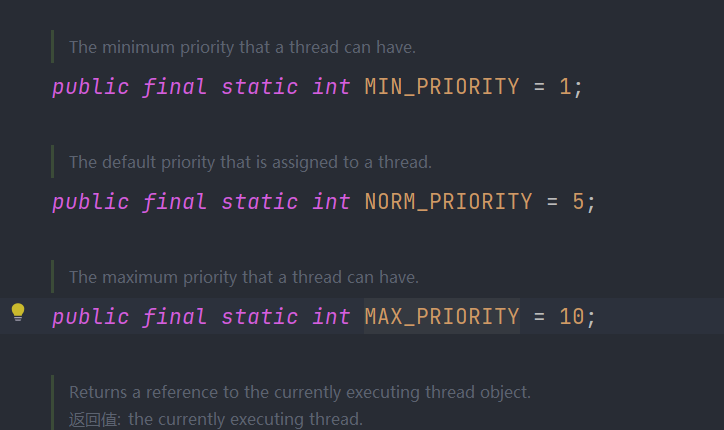 The minimum priority that a thread can have.
public final static int MIN_PRIORITY = 1;
The default priority that is assigned to a thread.
public final static int NORM_PRIORITY = 5;
The maximum priority that a thread can have.
public final static int MAX_PRIORITY = 10;
Returns a reference to the currently executing thread object.
返回值: the currently executing thread.